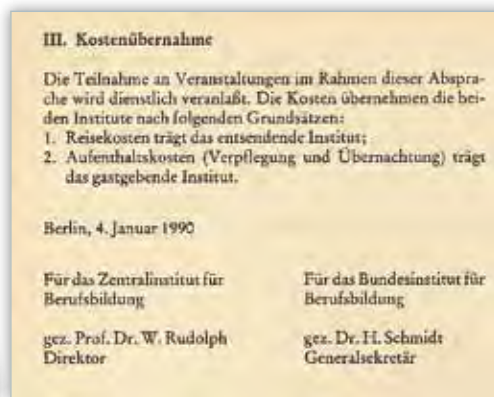 III. Kostenübernahme
Die Teilnahme an Veranstaltungen im Rahmen dieser Abspra-
che wird dienstlich veranlaßt. Die Kosten übernehmen die bei-
den Institute nach folgenden Grundsätzen:
1. Reisekosten trägt das entsendende Institut;
2. Aufenthaltskosten (Verpflegung und Übernachtung) trägt
das gastgebende Institut.
Berlin, 4. Januar 1990
Für das Zentralinstitut für
Berufsbildung
gez. Prof. Dr. W. Rudolph
Direktor
Für das Bundesinstitut für
Berufsbildung
gez. Dr. H. Schmidt
Generalsekretär